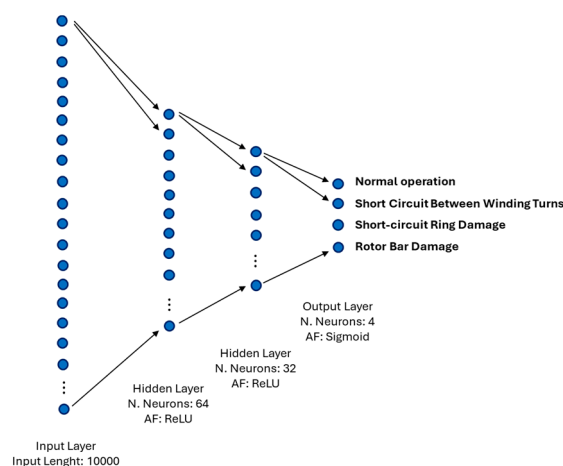 Normal operation
Short Circuit Between Winding Turns
Short-circuit Ring Damage
Rotor Bar Damage
Output Layer
N. Neurons: 4
AF: Sigmoid
Hidden Layer
N. Neurons: 32
AF: ReLU
Hidden Layer
N. Neurons: 64
AF: ReLU
Input Layer
Input Lenght: 10000